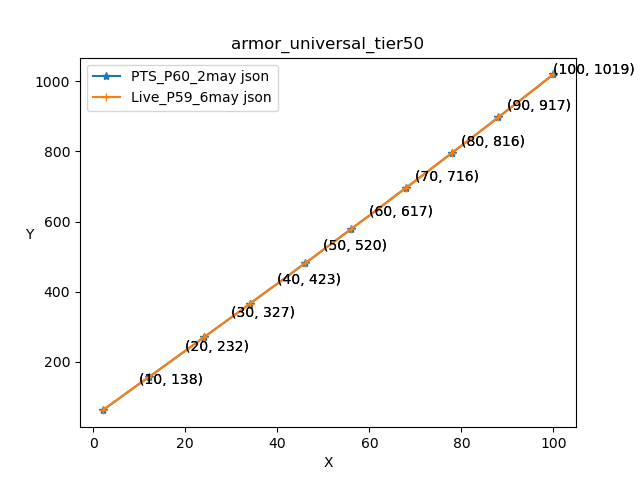 armor_universal_tier50
PTS_P60_2may json
Live_P59_6may json
(100, 1019)
(90, 917)
(80, 816)
(70, 716)
(60, 617)
(50, 520)
(40, 423)
(30, 327)
(20, 232)
(10, 138)
1000
800
600
400
200
Y
0 20 40 60 80 100
X